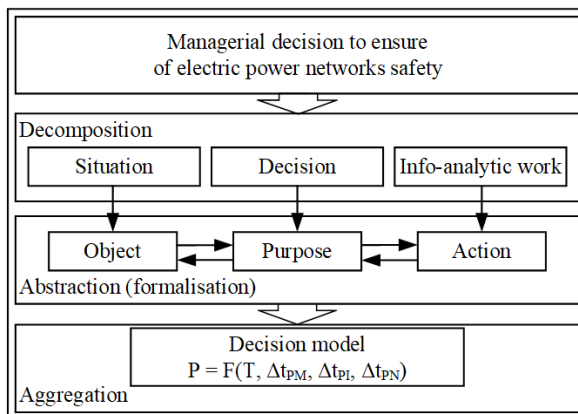 Managerial decision to ensure
of electric power networks safety
Decomposition
Situation
Decision
Info-analytic work
Object
Purpose
Action
Abstraction (formalisation)
Decision model
P = F(T, Δt_PM, Δt_PI, Δt_PN)
Aggregation